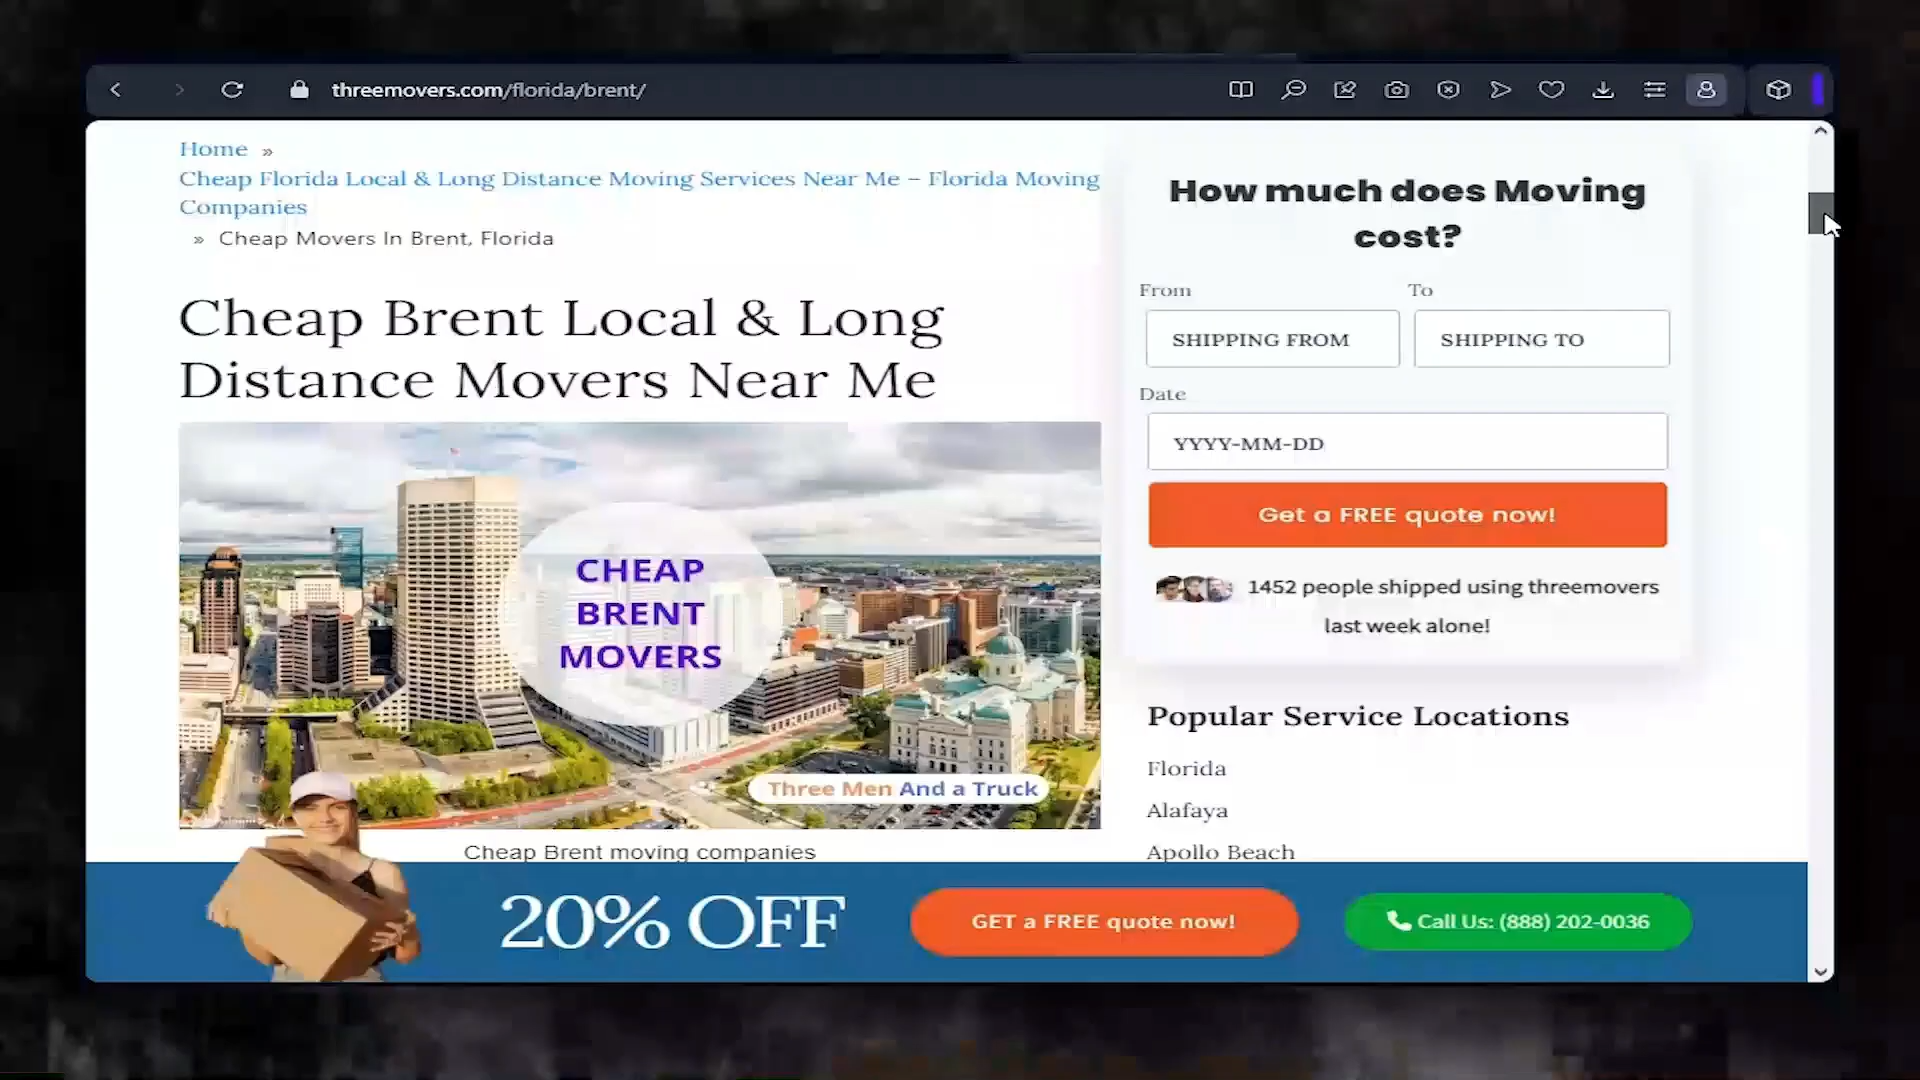 threemovers.com/florida/brent/
Home »
Cheap Florida Local & Long Distance Moving Services Near Me – Florida Moving
Companies
» Cheap Movers In Brent, Florida
Cheap Brent Local & Long
Distance Movers Near Me
CHEAP
BRENT
MOVERS
Three Men And a Truck
Cheap Brent moving companies
How much does Moving
cost?
From To
SHIPPING FROM SHIPPING TO
Date
YYYY-MM-DD
Get a FREE quote now!
1452 people shipped using threemovers
last week alone!
Popular Service Locations
Florida
Alafaya
Apollo Beach
20% OFF GET a FREE quote now! Call Us: (888) 202-0036